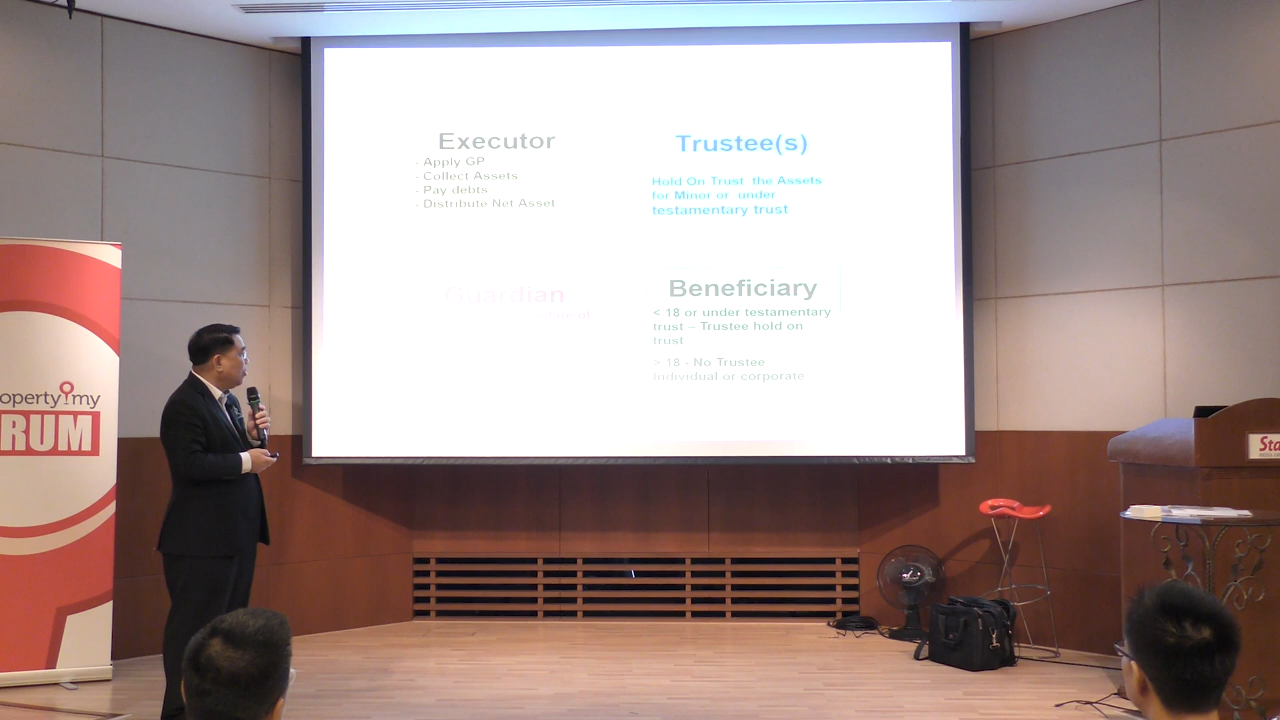 Executor
- Apply GP
- Collect Assets
- Pay debts
- Distribute Net Asset
Trustee(s)
Hold On Trust the Assets
for Minor or under
testamentary trust
Guardian
Beneficiary
< 18 or under testamentary
trust – Trustee hold on
trust
> 18 - No Trustee
Individual or corporate
operty my
RUM
Sta